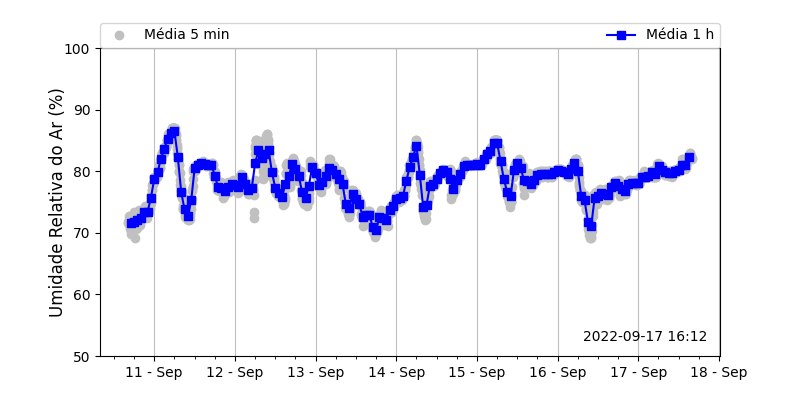 Média 5 min
Média 1 h
Umidade Relativa do Ar (%)
100
90
80
70
60
50
2022-09-17 16:12
11 - Sep
12 - Sep
13 - Sep
14 - Sep
15 - Sep
16 - Sep
17 - Sep
18 - Sep